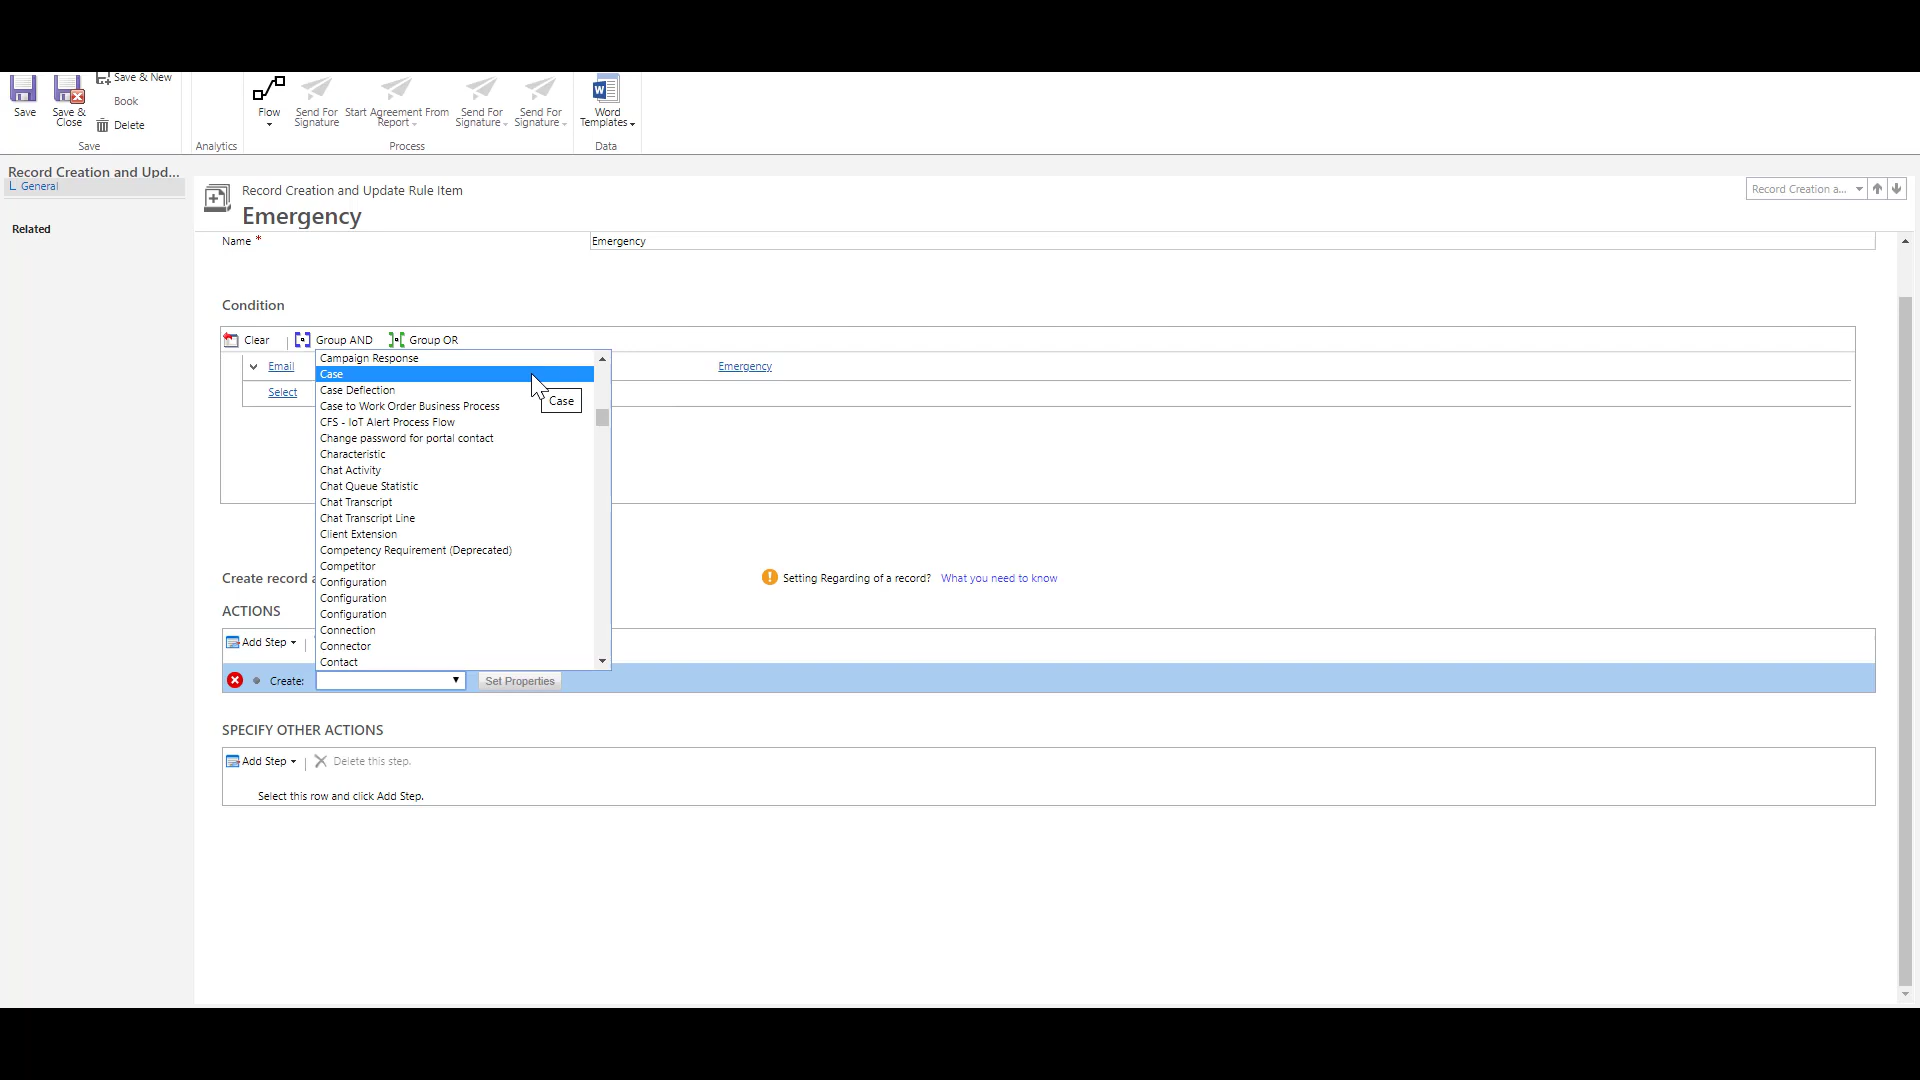 Save
Save &
Close
Save & New
Book
Delete
Save
Analytics
Flow
Send For
Signature
Start Agreement From
Report
Send For
Signature
Send For
Signature
Process
Word
Templates
Data
Record Creation and Upd...
General
Related
Record Creation and Update Rule Item
Emergency
Record Creation a...
Name *
Emergency
Condition
Clear
Group AND
Group OR
Email
Emergency
Select
Campaign Response
Case
Case Deflection
Case to Work Order Business Process
CFS - IoT Alert Process Flow
Change password for portal contact
Characteristic
Chat Activity
Chat Queue Statistic
Chat Transcript
Chat Transcript Line
Client Extension
Competency Requirement (Deprecated)
Competitor
Configuration
Configuration
Configuration
Connection
Connector
Contact
Case
Create record a
Setting Regarding of a record? What you need to know
ACTIONS
Add Step
Create:
Set Properties
SPECIFY OTHER ACTIONS
Add Step
Delete this step.
Select this row and click Add Step.